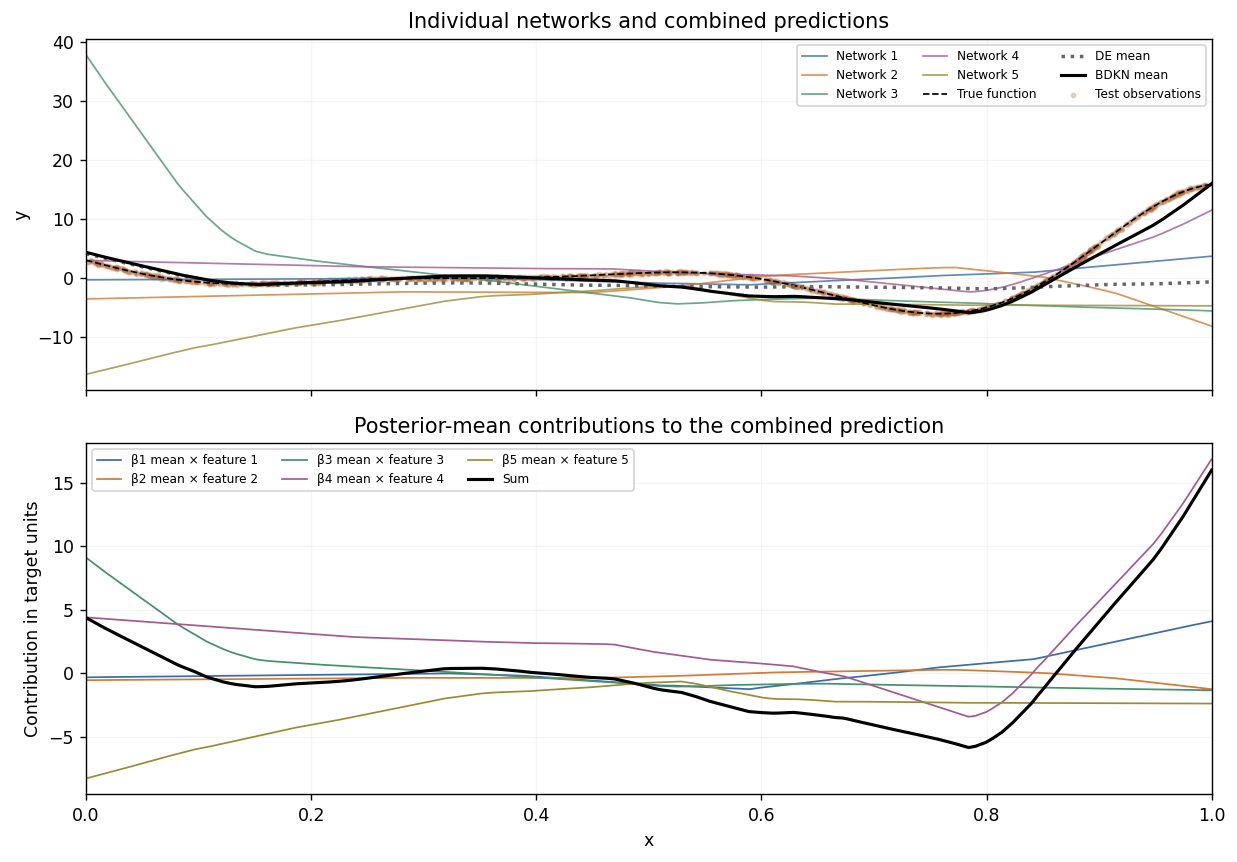 Individual networks and combined predictions
40
30
20
10
0
−10
y
Network 1
Network 2
Network 3
Network 4
Network 5
True function
DE mean
BDKN mean
Test observations
Posterior-mean contributions to the combined prediction
15
10
5
0
−5
Contribution in target units
β1 mean × feature 1
β2 mean × feature 2
β3 mean × feature 3
β4 mean × feature 4
β5 mean × feature 5
Sum
0.0 0.2 0.4 0.6 0.8 1.0
x